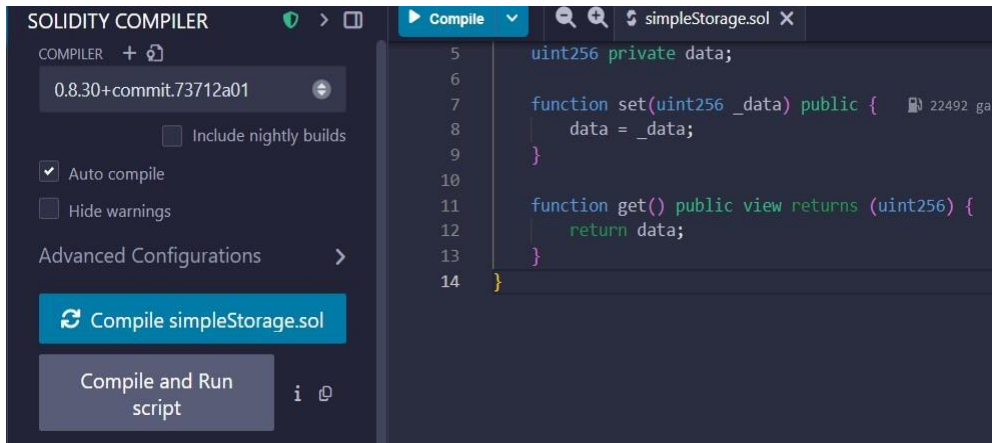 SOLIDITY COMPILER
COMPILER
0.8.30+commit.73712a01
Include nightly builds
Auto compile
Hide warnings
Advanced Configurations
Compile simpleStorage.sol
Compile and Run
script
i
Compile
simpleStorage.sol
5 uint256 private data;
6
7 function set(uint256 _data) public { 22492 ga
8 data = _data;
9 }
10
11 function get() public view returns (uint256) {
12 return data;
13 }
14 }